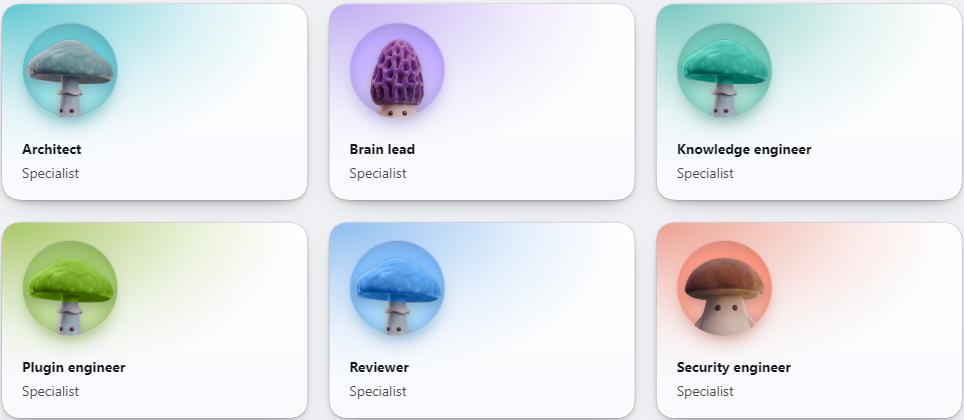 Architect
Specialist
Brain lead
Specialist
Knowledge engineer
Specialist
Plugin engineer
Specialist
Reviewer
Specialist
Security engineer
Specialist